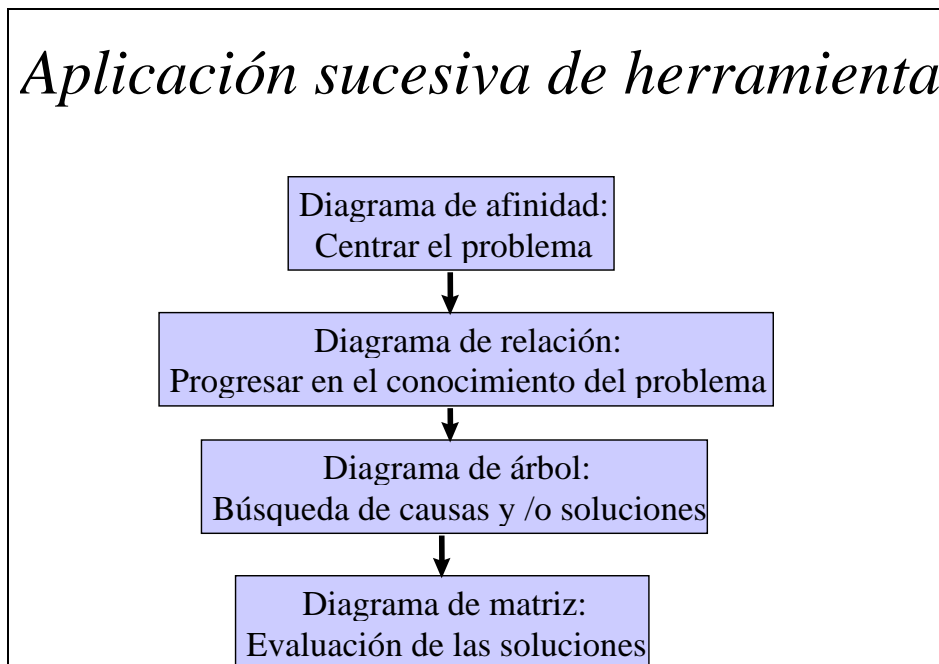 Aplicación sucesiva de herramienta
Diagrama de afinidad:
Centrar el problema
Diagrama de relación:
Progresar en el conocimiento del problema
Diagrama de árbol:
Búsqueda de causas y /o soluciones
Diagrama de matriz:
Evaluación de las soluciones